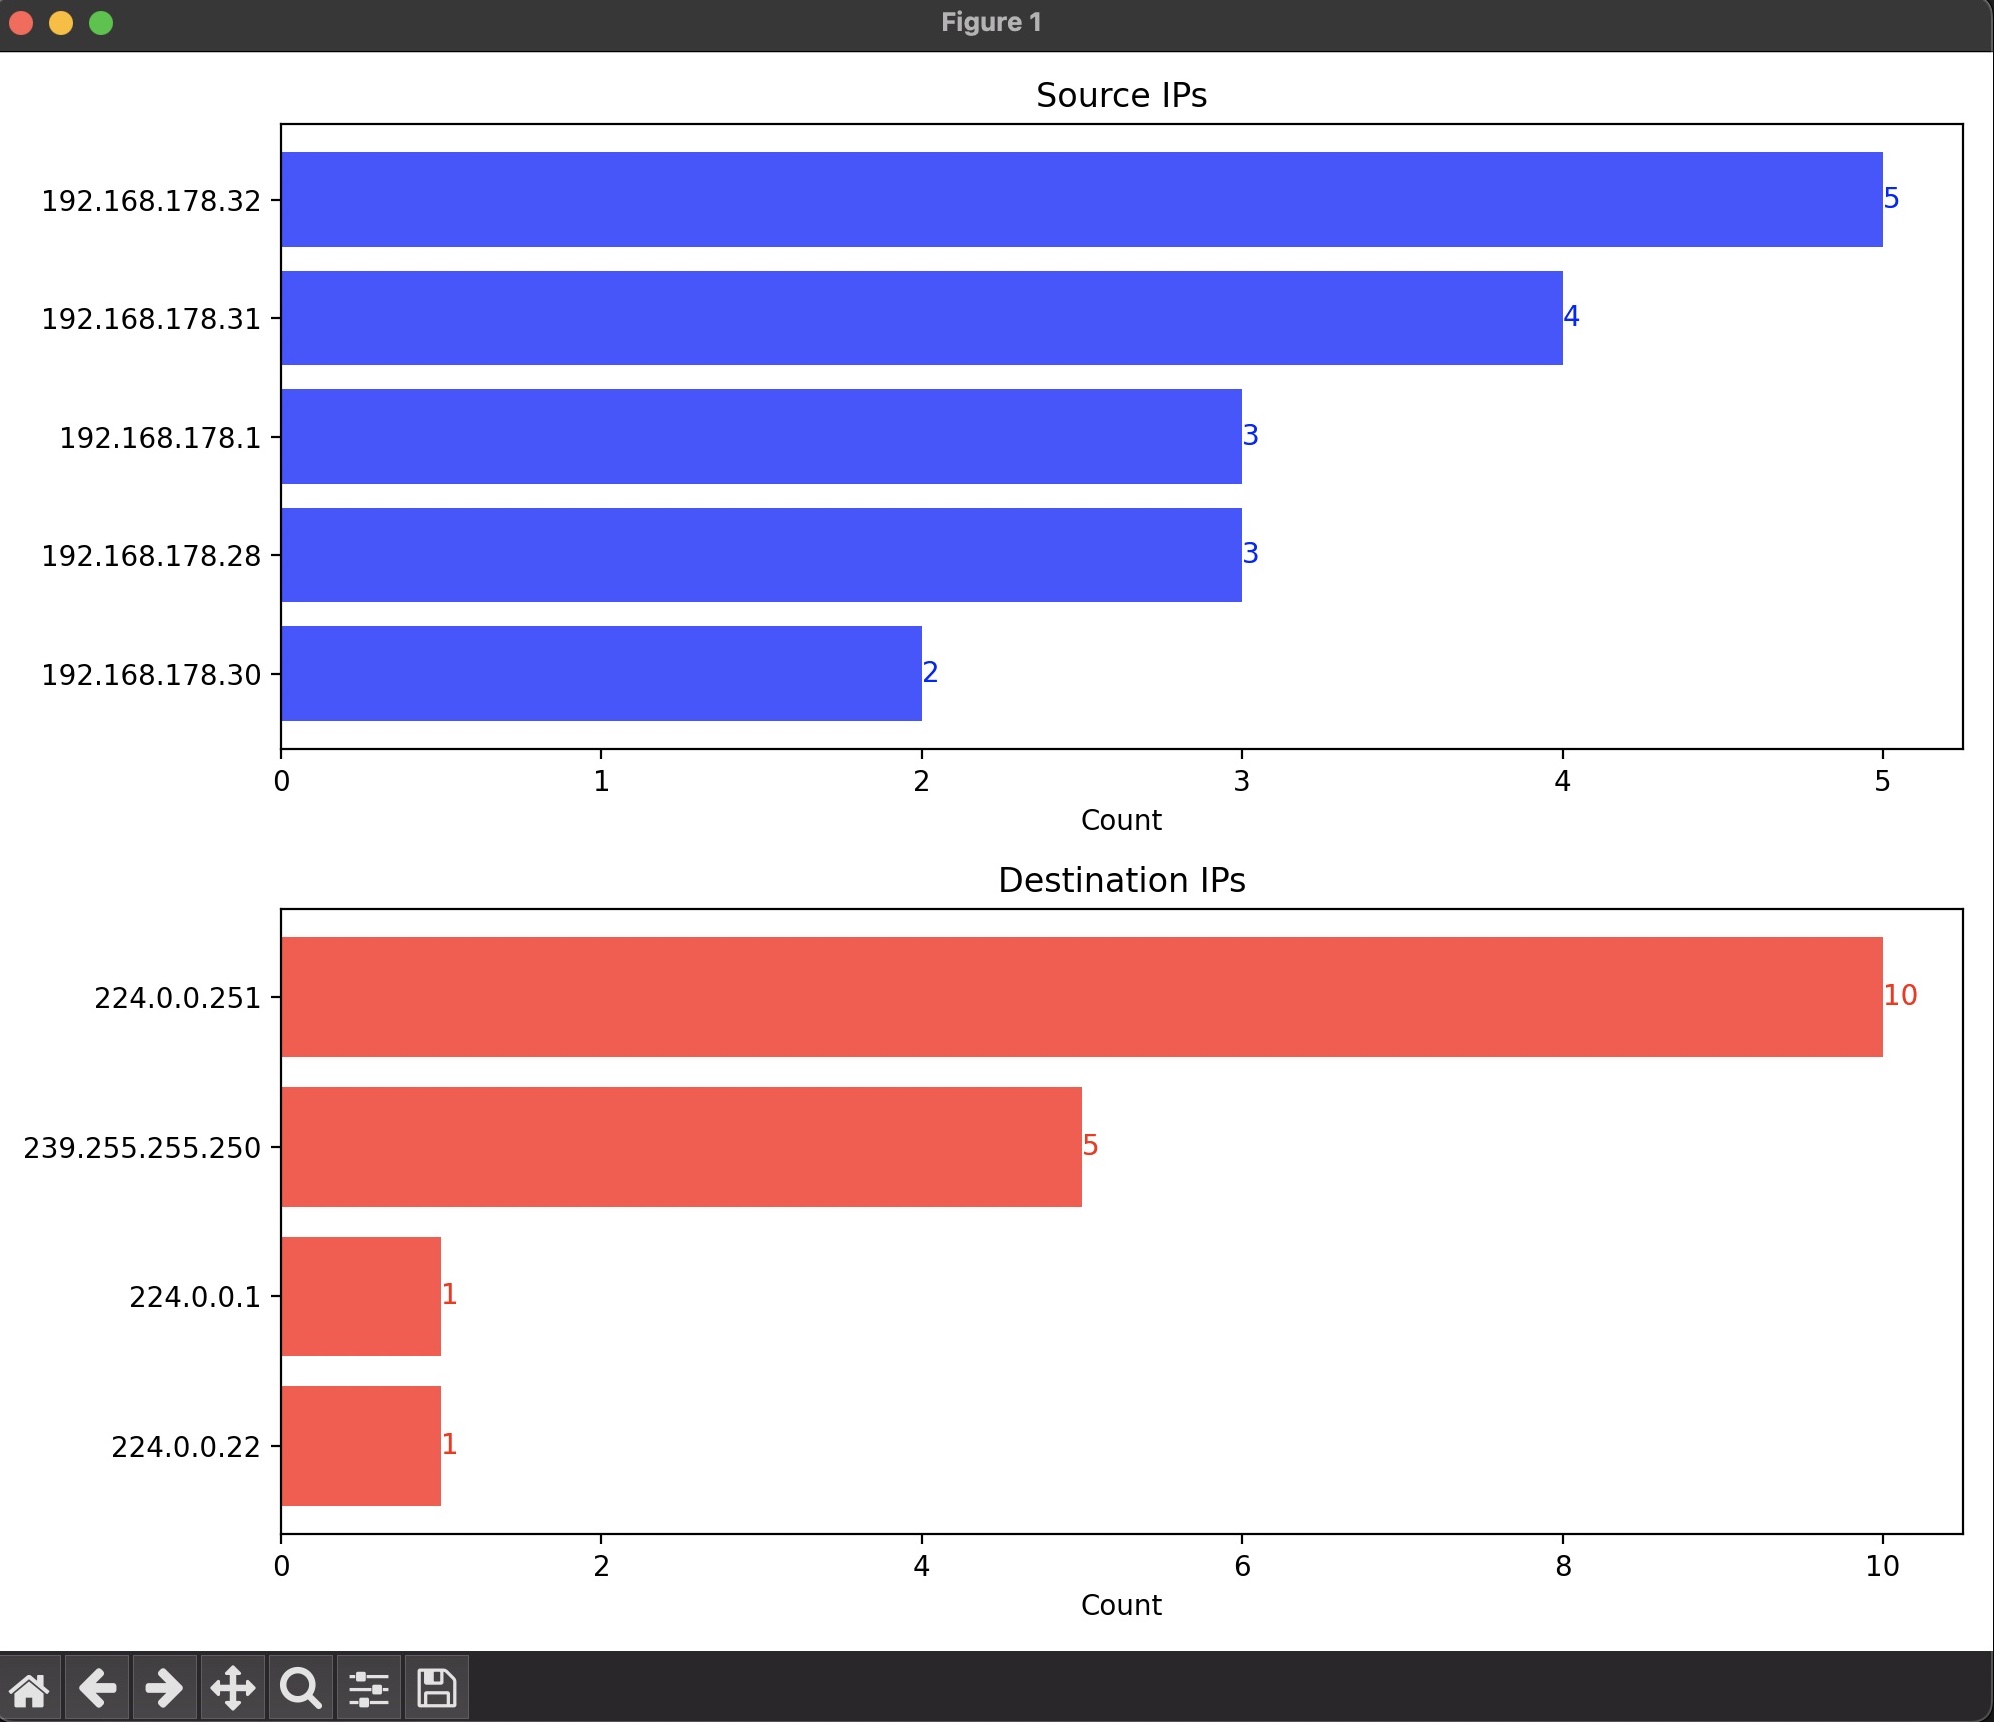 Figure 1
Source IPs
192.168.178.32
5
192.168.178.31
4
192.168.178.1
3
192.168.178.28
3
192.168.178.30
2
0 1 2 3 4 5
Count
Destination IPs
224.0.0.251
10
239.255.255.250
5
224.0.0.1
1
224.0.0.22
1
0 2 4 6 8 10
Count